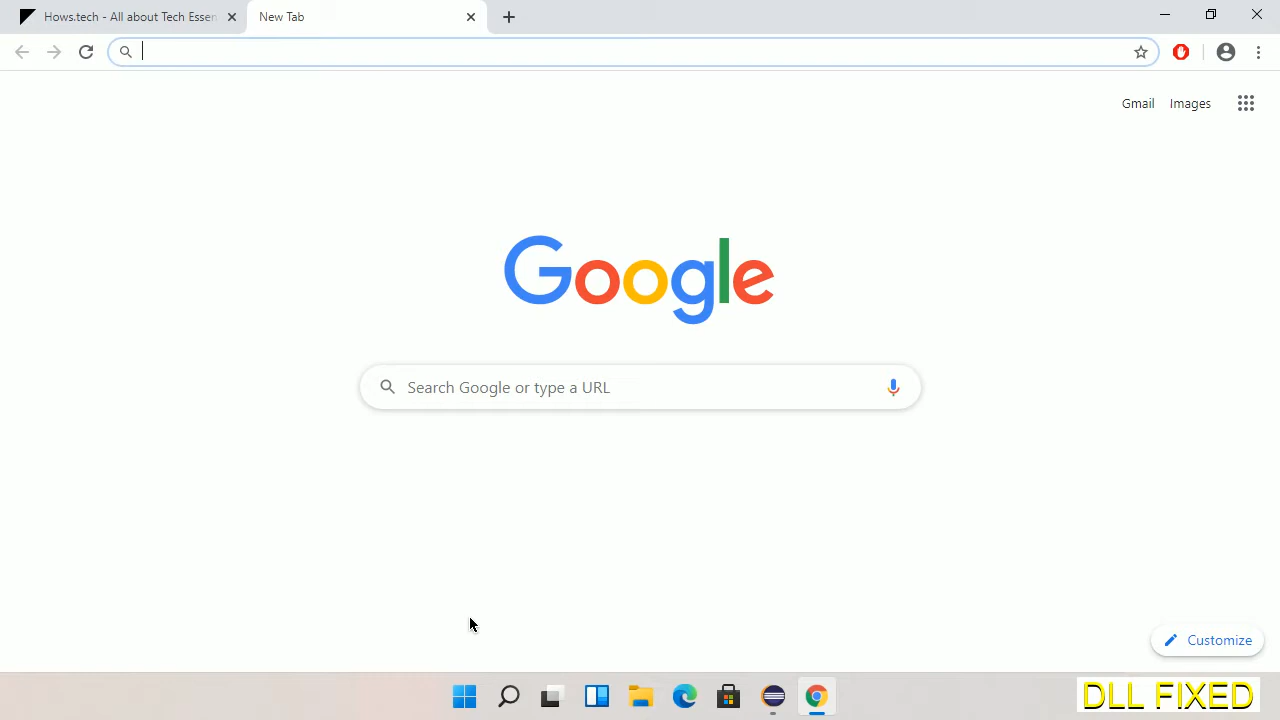 Hows.tech - All about Tech Essen
New Tab
Gmail Images
Google
Search Google or type a URL
Customize
DLL FIXED